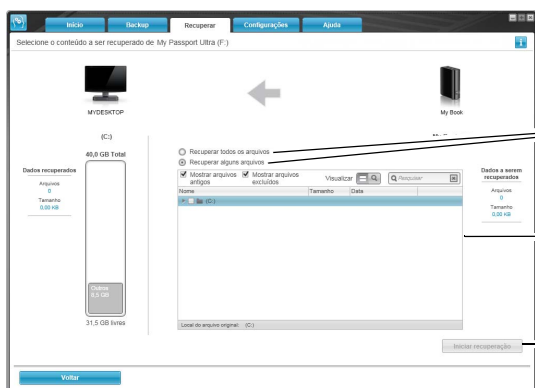 Início Backup Recuperar Configurações Ajuda
Selecione o conteúdo a ser recuperado de My Passport Ultra (F:)
MYDESKTOP My Book
(C:)
40,0 GB Total
Recuperar todos os arquivos
Recuperar alguns arquivos
Dados recuperados
Arquivos
0
Tamanho
0,00 KB
Mostrar arquivos antigos
Mostrar arquivos excluídos
Visualizar
Pesquisar
Nome Tamanho Data
(C:)
Dados a serem recuperados
Arquivos
0
Tamanho
0,00 KB
Outros
8,5 GB
31,5 GB livres
Local do arquivo original: (C:)
Iniciar recuperação
Voltar